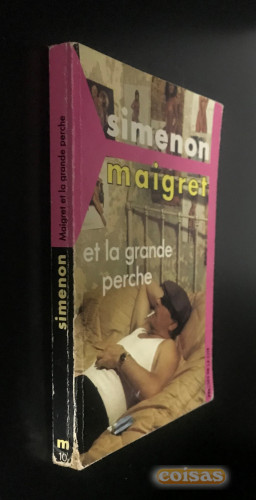 simenon
maigret
et la grande
perche
simenon Maigret et la grande perche
m
coisas